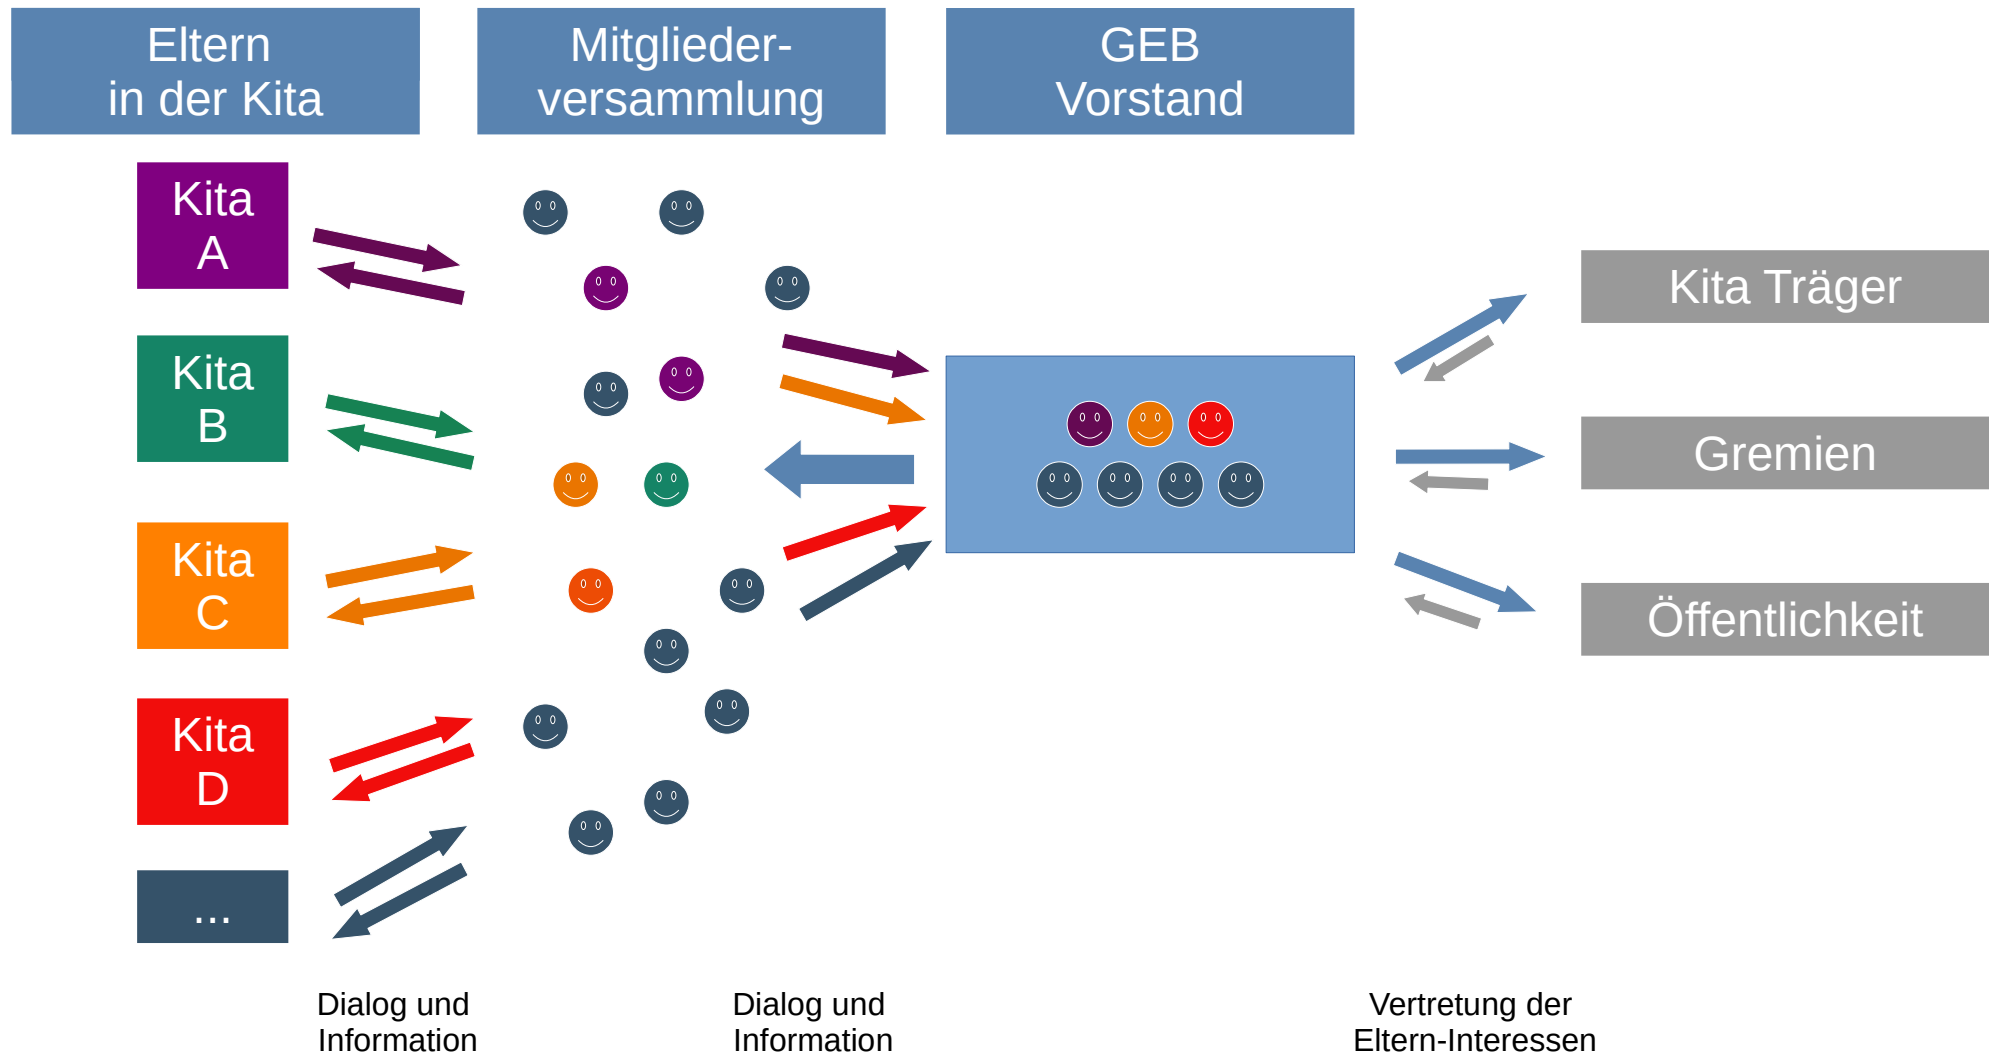 Eltern
in der Kita
Mitglieder-
versammlung
GEB
Vorstand
Kita
A
Kita
B
Kita
C
Kita
D
...
Kita Träger
Gremien
Öffentlichkeit
Dialog und
Information
Dialog und
Information
Vertretung der
Eltern-Interessen